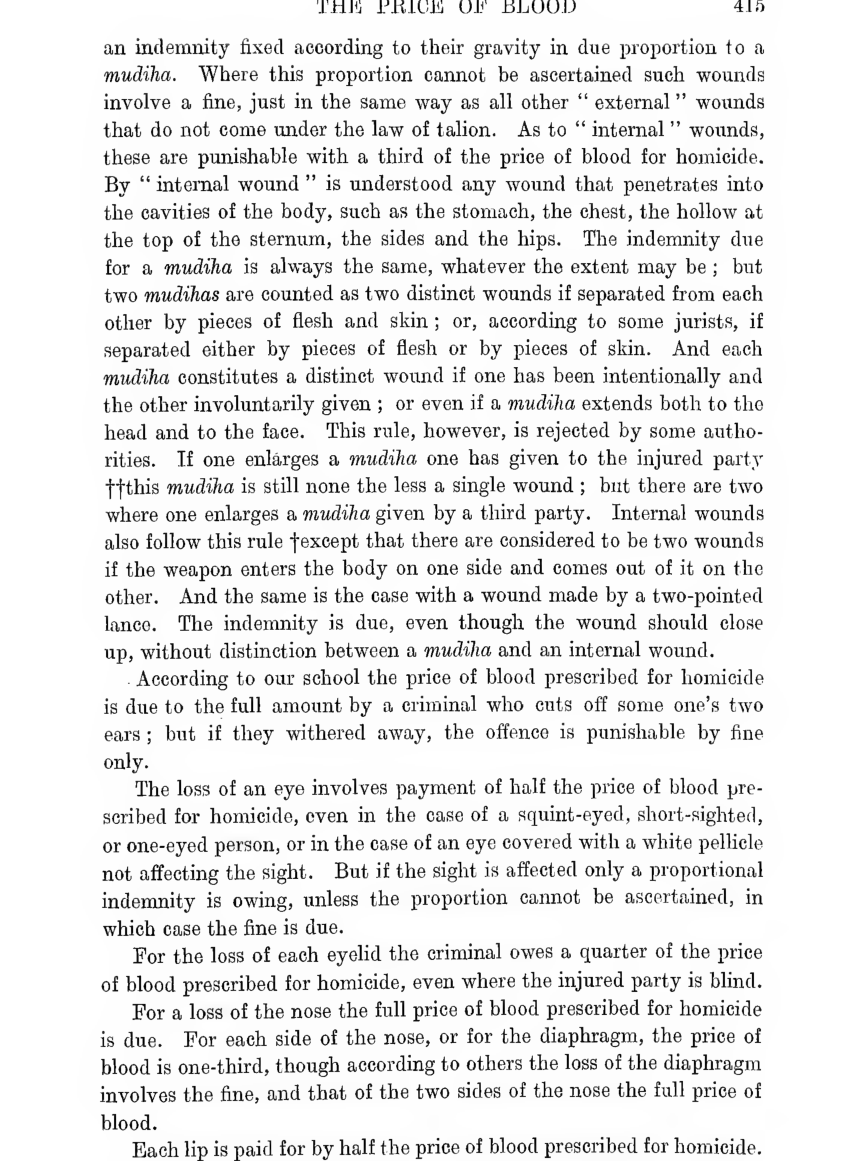 THE PRICE OF BLOOD 415
an indemnity fixed according to their gravity in due proportion to a
mudiha. Where this proportion cannot be ascertained such wounds
involve a fine, just in the same way as all other “ external ” wounds
that do not come under the law of talion. As to “ internal ” wounds,
these are punishable with a third of the price of blood for homicide.
By “ internal wound ” is understood any wound that penetrates into
the cavities of the body, such as the stomach, the chest, the hollow at
the top of the sternum, the sides and the hips. The indemnity due
for a mudiha is always the same, whatever the extent may be ; but
two mudihas are counted as two distinct wounds if separated from each
other by pieces of flesh and skin ; or, according to some jurists, if
separated either by pieces of flesh or by pieces of skin. And each
mudiha constitutes a distinct wound if one has been intentionally and
the other involuntarily given ; or even if a mudiha extends both to the
head and to the face. This rule, however, is rejected by some autho-
rities. If one enlarges a mudiha one has given to the injured party
††this mudiha is still none the less a single wound ; but there are two
where one enlarges a mudiha given by a third party. Internal wounds
also follow this rule †except that there are considered to be two wounds
if the weapon enters the body on one side and comes out of it on the
other. And the same is the case with a wound made by a two-pointed
lance. The indemnity is due, even though the wound should close
up, without distinction between a mudiha and an internal wound.
According to our school the price of blood prescribed for homicide
is due to the full amount by a criminal who cuts off some one’s two
ears ; but if they withered away, the offence is punishable by fine
only.
The loss of an eye involves payment of half the price of blood pre-
scribed for homicide, even in the case of a squint-eyed, short-sighted,
or one-eyed person, or in the case of an eye covered with a white pellicle
not affecting the sight. But if the sight is affected only a proportional
indemnity is owing, unless the proportion cannot be ascertained, in
which case the fine is due.
For the loss of each eyelid the criminal owes a quarter of the price
of blood prescribed for homicide, even where the injured party is blind.
For a loss of the nose the full price of blood prescribed for homicide
is due. For each side of the nose, or for the diaphragm, the price of
blood is one-third, though according to others the loss of the diaphragm
involves the fine, and that of the two sides of the nose the full price of
blood.
Each lip is paid for by half the price of blood prescribed for homicide.